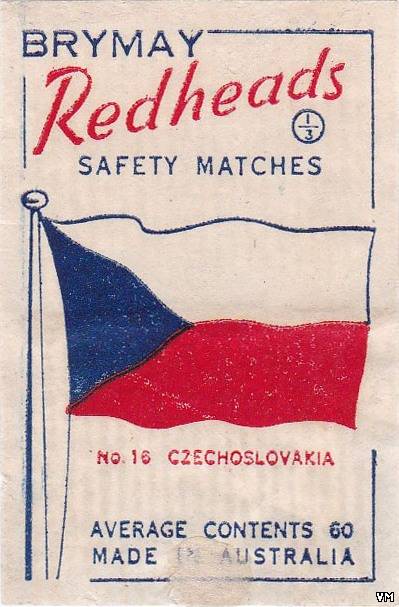 BRYMAY
Redheads
1/3
SAFETY MATCHES
No. 16 CZECHOSLOVAKIA
AVERAGE CONTENTS 60
MADE IN AUSTRALIA
VM